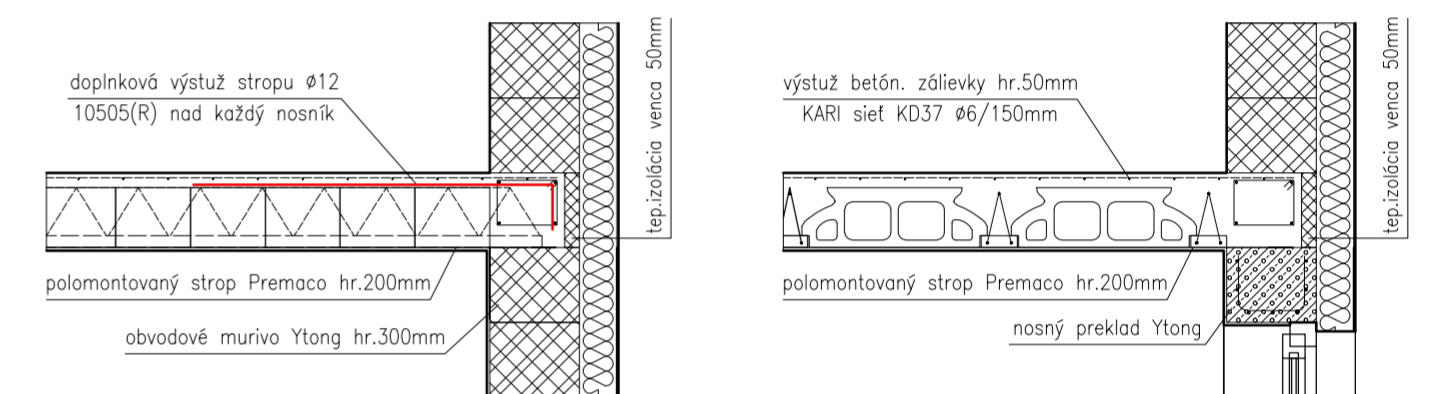 doplnková výstuž stropu ø12
10505(R) nad každý nosník
tep.izolácia venca 50mm
polomontovaný strop Premaco hr.200mm
obvodové murivo Ytong hr.300mm
výstuž betón. zálievky hr.50mm
KARI sieť KD37 ø6/150mm
tep.izolácia venca 50mm
polomontovaný strop Premaco hr.200mm
nosný preklad Ytong